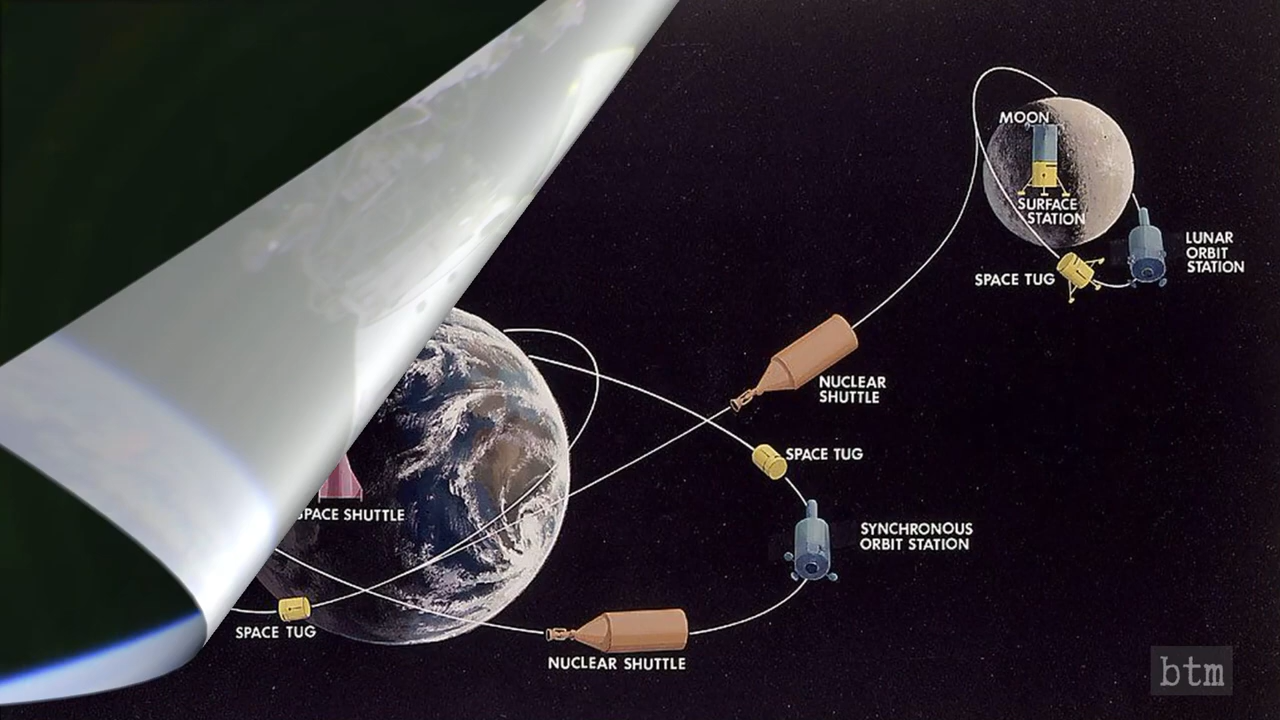 MOON
SURFACE
STATION
LUNAR
ORBIT
STATION
SPACE TUG
NUCLEAR
SHUTTLE
SPACE TUG
SPACE SHUTTLE
SYNCHRONOUS
ORBIT STATION
SPACE TUG
NUCLEAR SHUTTLE
btm